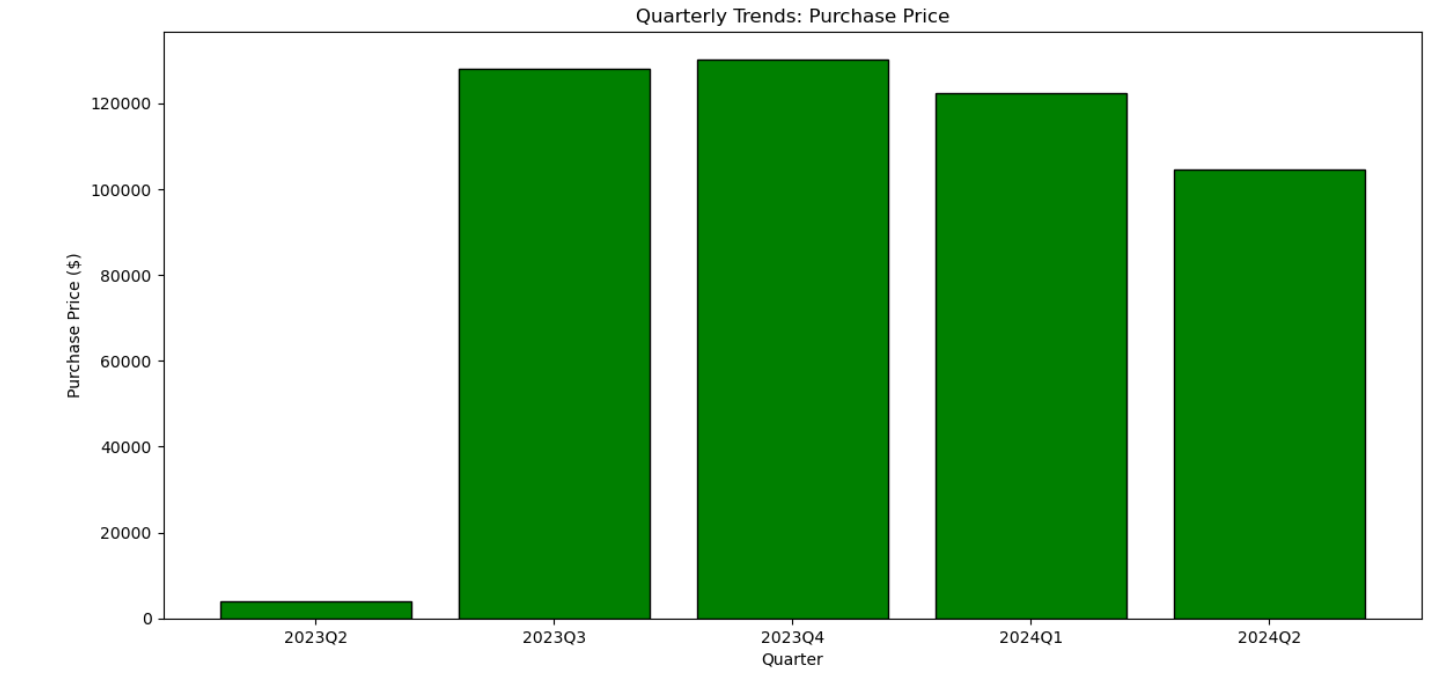 Quarterly Trends: Purchase Price
Purchase Price ($)
120000
100000
80000
60000
40000
20000
0
2023Q2 2023Q3 2023Q4 2024Q1 2024Q2
Quarter